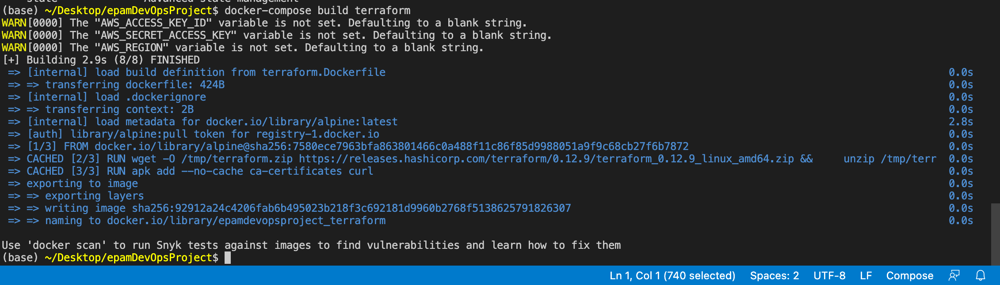 state Advanced state management
(base) ~/Desktop/epamDevOpsProject$ docker-compose build terraform
WARN[0000] The "AWS_ACCESS_KEY_ID" variable is not set. Defaulting to a blank string.
WARN[0000] The "AWS_SECRET_ACCESS_KEY" variable is not set. Defaulting to a blank string.
WARN[0000] The "AWS_REGION" variable is not set. Defaulting to a blank string.
[+] Building 2.9s (8/8) FINISHED
=> [internal] load build definition from terraform.Dockerfile 0.0s
=> => transferring dockerfile: 424B 0.0s
=> [internal] load .dockerignore 0.0s
=> => transferring context: 2B 0.0s
=> [internal] load metadata for docker.io/library/alpine:latest 2.8s
=> [auth] library/alpine:pull token for registry-1.docker.io 0.0s
=> [1/3] FROM docker.io/library/alpine@sha256:7580ece7963bfa863801466c0a488f11c86f85d9988051a9f9c68cb27f6b7872 0.0s
=> CACHED [2/3] RUN wget -O /tmp/terraform.zip https://releases.hashicorp.com/terraform/0.12.9/terraform_0.12.9_linux_amd64.zip && unzip /tmp/terr 0.0s
=> CACHED [3/3] RUN apk add --no-cache ca-certificates curl 0.0s
=> exporting to image 0.0s
=> => exporting layers 0.0s
=> => writing image sha256:92912a24c4206fab6b495023b218f3c692181d9960b2768f5138625791826307 0.0s
=> => naming to docker.io/library/epamdevopsproject_terraform 0.0s
Use 'docker scan' to run Snyk tests against images to find vulnerabilities and learn how to fix them
(base) ~/Desktop/epamDevOpsProject$
Ln 1, Col 1 (740 selected) Spaces: 2 UTF-8 LF Compose